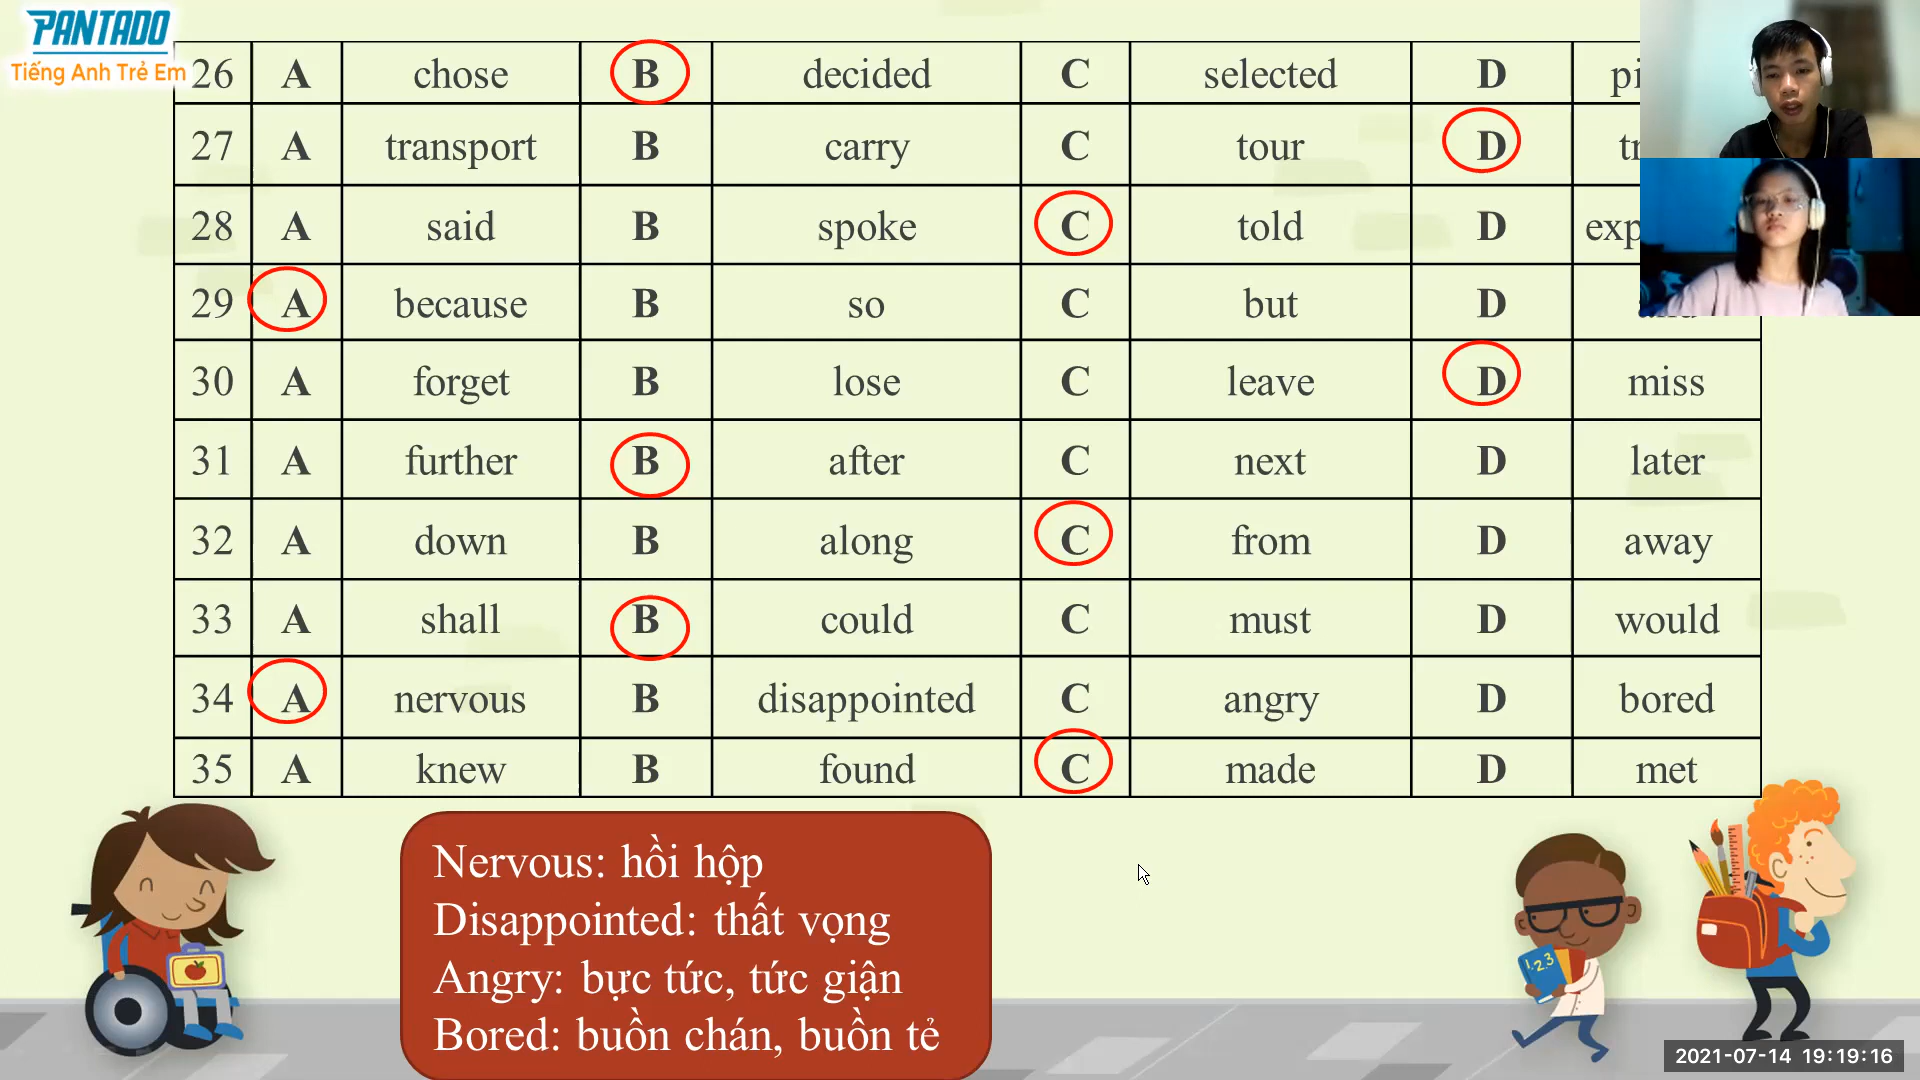 PANTADO
Tiếng Anh Trẻ Em
26 A chose B decided C selected D
27 A transport B carry C tour D
28 A said B spoke C told D
29 A because B so C but D
30 A forget B lose C leave D miss
31 A further B after C next D later
32 A down B along C from D away
33 A shall B could C must D would
34 A nervous B disappointed C angry D bored
35 A knew B found C made D met
Nervous: hồi hộp
Disappointed: thất vọng
Angry: bực tức, tức giận
Bored: buồn chán, buồn tẻ
1 2 3
2021-07-14 19:19:16